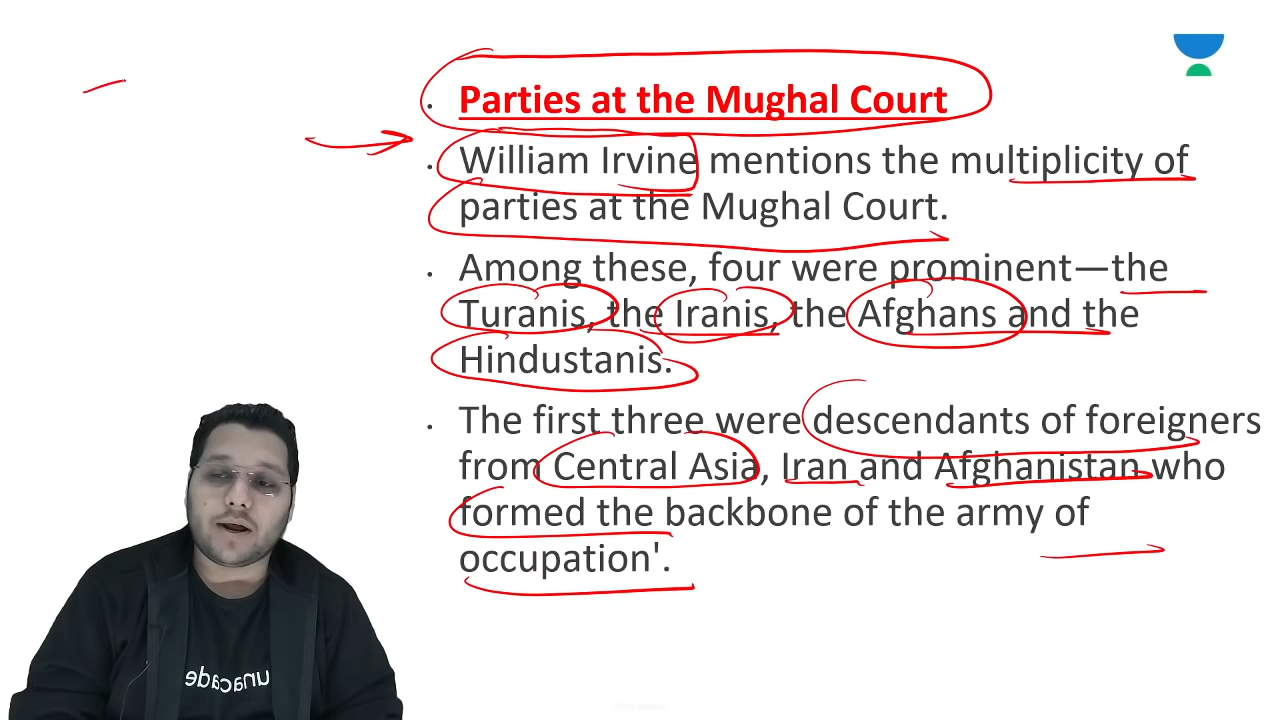 Parties at the Mughal Court
William Irvine mentions the multiplicity of
parties at the Mughal Court.
Among these, four were prominent—the
Turanis, the Iranis, the Afghans and the
Hindustanis.
The first three were descendants of foreigners
from Central Asia, Iran and Afghanistan who
formed the backbone of the army of
occupation'.
unacade